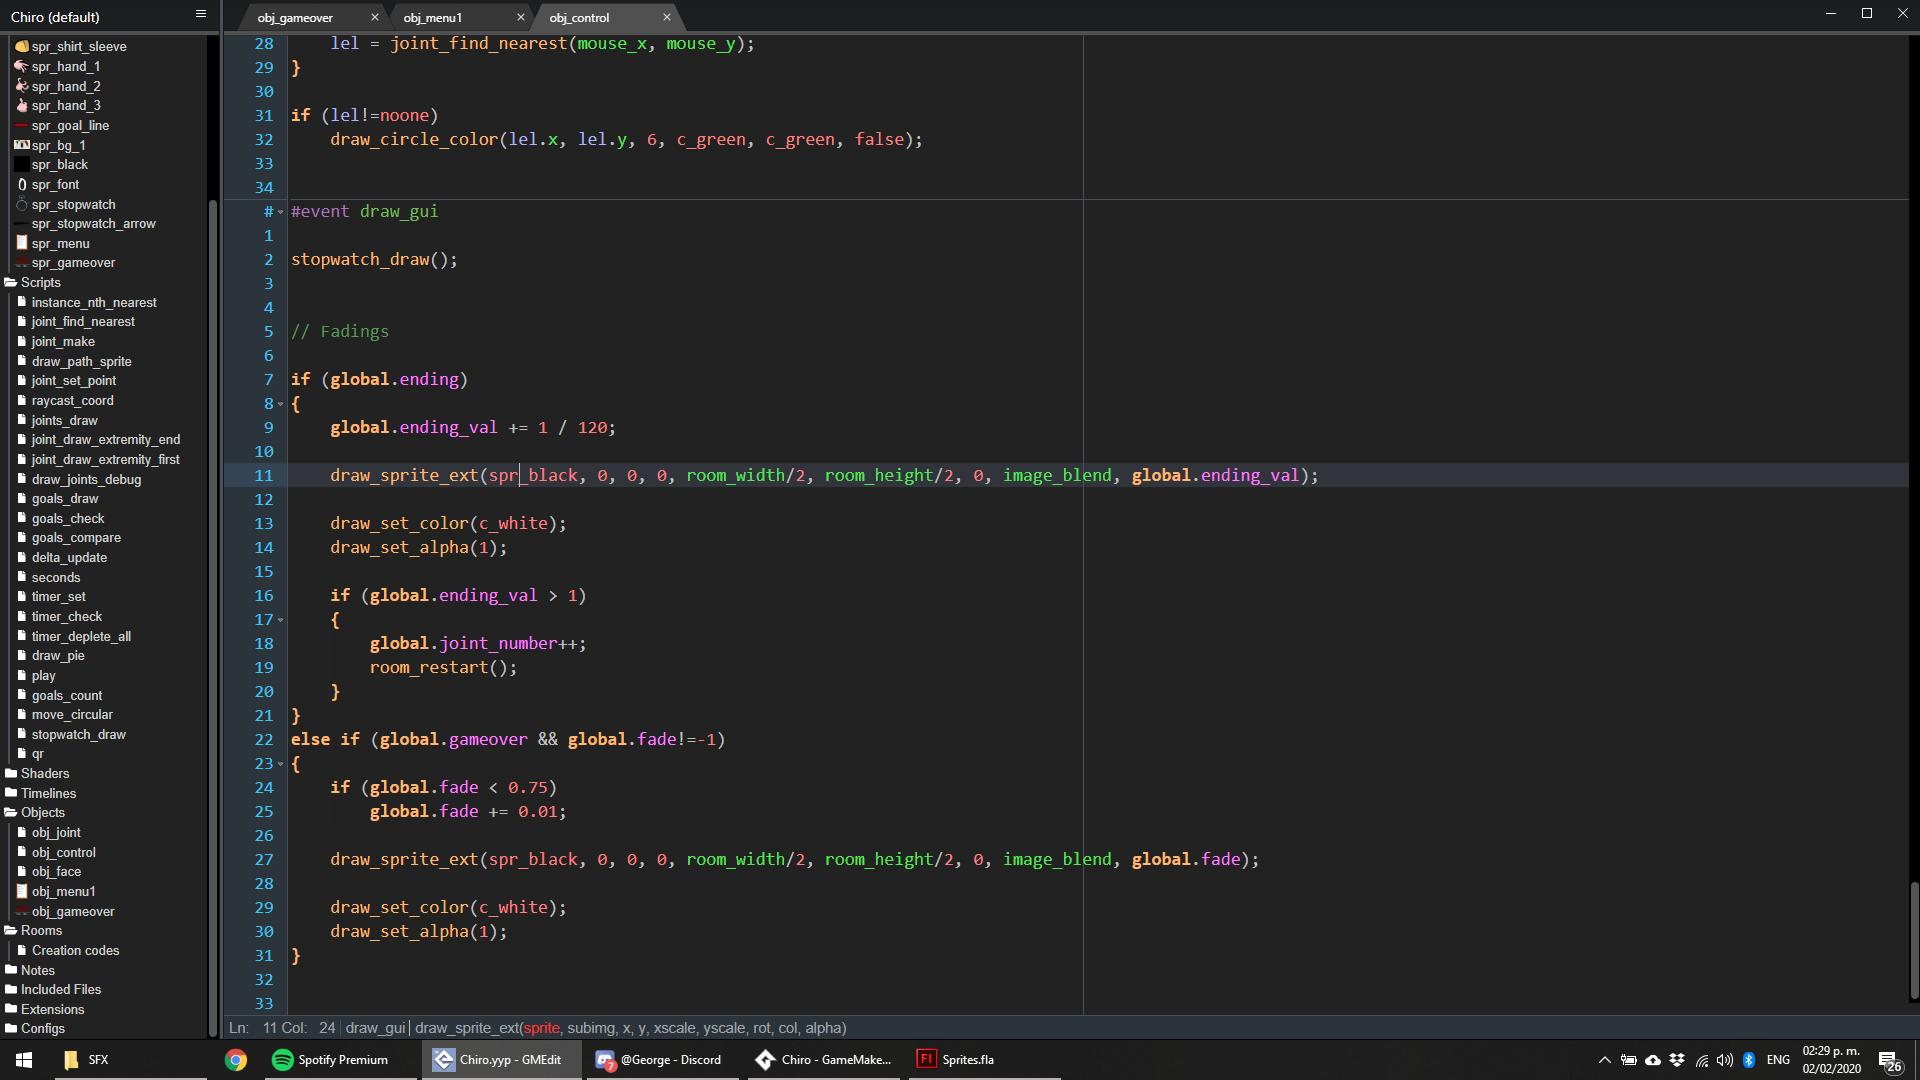 Chiro (default)
obj_gameover
obj_menu1
obj_control
spr_shirt_sleeve
spr_hand_1
spr_hand_2
spr_hand_3
spr_goal_line
spr_bg_1
spr_black
spr_font
spr_stopwatch
spr_stopwatch_arrow
spr_menu
spr_gameover
Scripts
instance_nth_nearest
joint_find_nearest
joint_make
draw_path_sprite
joint_set_point
raycast_coord
joints_draw
joint_draw_extremity_end
joint_draw_extremity_first
draw_joints_debug
goals_draw
goals_check
goals_compare
delta_update
seconds
timer_set
timer_check
timer_deplete_all
draw_pie
play
goals_count
move_circular
stopwatch_draw
qr
Shaders
Timelines
Objects
obj_joint
obj_control
obj_face
obj_menu1
obj_gameover
Rooms
Creation codes
Notes
Included Files
Extensions
Configs
28 lel = joint_find_nearest(mouse_x, mouse_y);
29 }
30
31 if (lel!=noone)
32 draw_circle_color(lel.x, lel.y, 6, c_green, c_green, false);
33
34
# #event draw_gui
1
2 stopwatch_draw();
3
4
5 // Fadings
6
7 if (global.ending)
8 {
9 global.ending_val += 1 / 120;
10
11 draw_sprite_ext(spr_black, 0, 0, 0, room_width/2, room_height/2, 0, image_blend, global.ending_val);
12
13 draw_set_color(c_white);
14 draw_set_alpha(1);
15
16 if (global.ending_val > 1)
17 {
18 global.joint_number++;
19 room_restart();
20 }
21 }
22 else if (global.gameover && global.fade!=-1)
23 {
24 if (global.fade < 0.75)
25 global.fade += 0.01;
26
27 draw_sprite_ext(spr_black, 0, 0, 0, room_width/2, room_height/2, 0, image_blend, global.fade);
28
29 draw_set_color(c_white);
30 draw_set_alpha(1);
31 }
32
33
Ln: 11 Col: 24 draw_gui draw_sprite_ext(sprite, subimg, x, y, xscale, yscale, rot, col, alpha)
SFX
Spotify Premium
Chiro.yyp - GMEdit
7
@George - Discord
Chiro - GameMake...
Fl
Sprites.fla
ENG
02:29 p. m.
02/02/2020
26